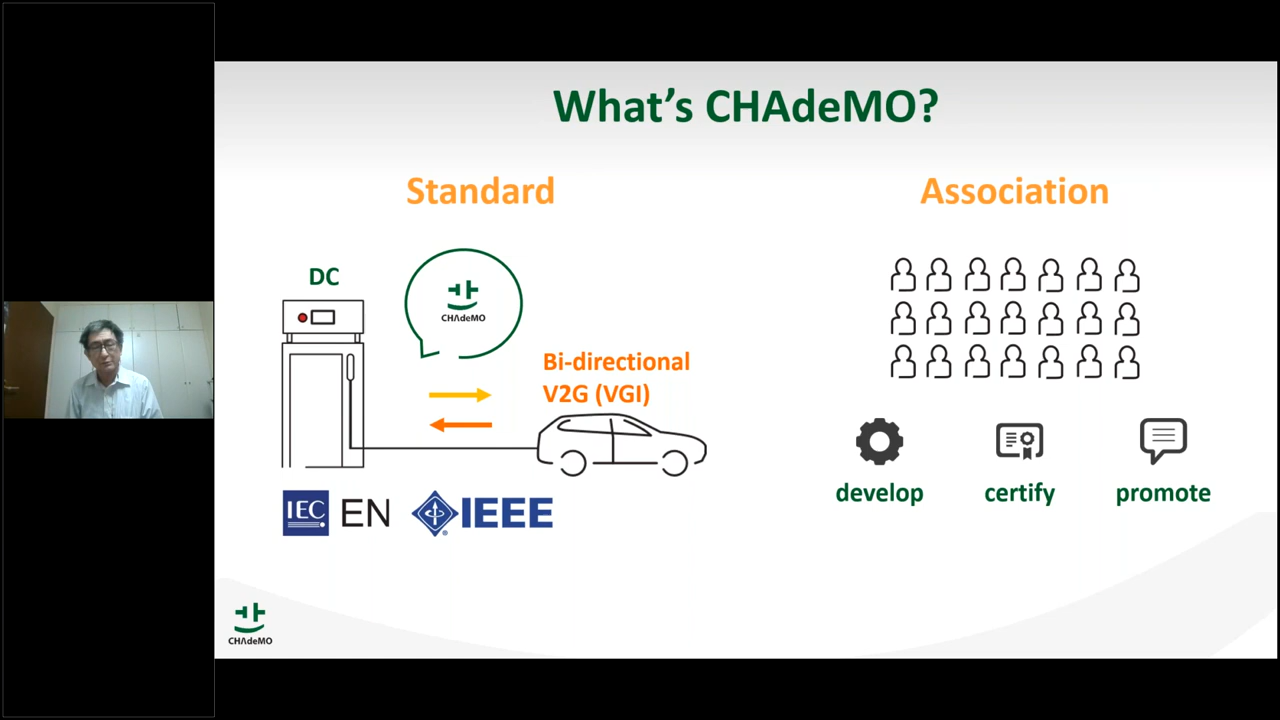 What's CHAdeMO?
Standard
Association
DC
CHAdeMO
Bi-directional
V2G (VGI)
IEC EN IEEE
develop
certify
promote
CHAdeMO